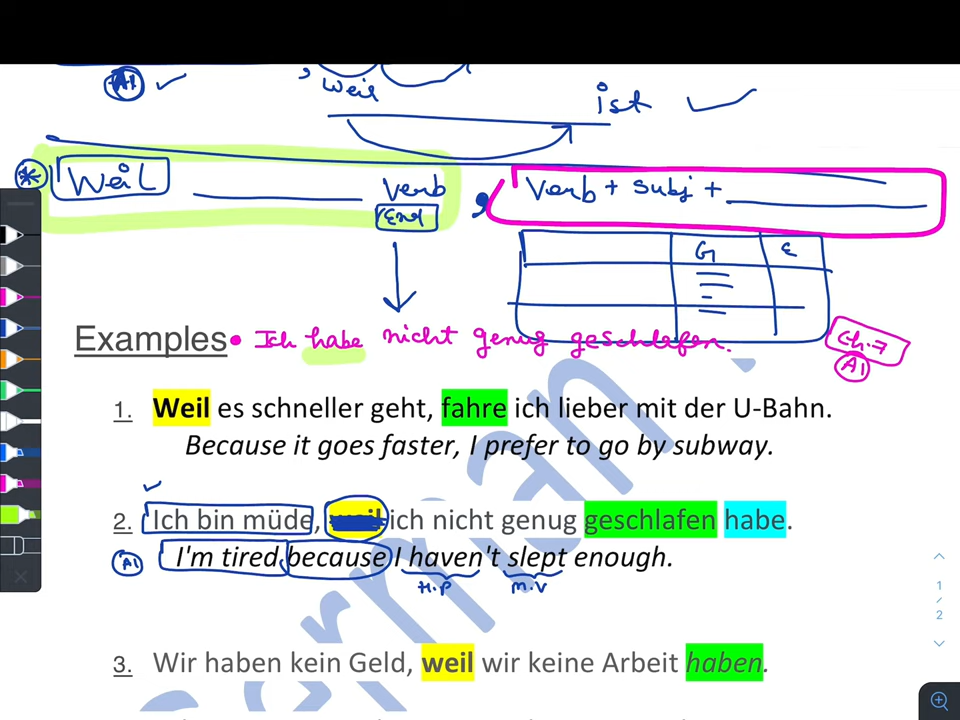 A1
weil
ist
Weil Verb , Verb + Subj +
End
G E
Examples • Ich habe nicht genug geschlafen.
Ch.7
A1
1. Weil es schneller geht, fahre ich lieber mit der U-Bahn.
Because it goes faster, I prefer to go by subway.
2. Ich bin müde, weil ich nicht genug geschlafen habe.
A1 I'm tired because I haven't slept enough.
H.P M.V
3. Wir haben kein Geld, weil wir keine Arbeit haben.
German
1
/
2